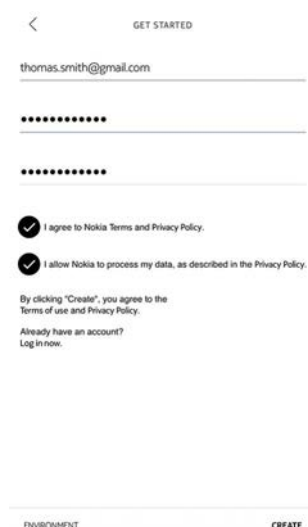 GET STARTED
thomas.smith@gmail.com
••••••••••••
••••••••••••
I agree to Nokia Terms and Privacy Policy.
I allow Nokia to process my data, as described in the Privacy Policy.
By clicking "Create", you agree to the
Terms of use and Privacy Policy.
Already have an account?
Log in now.
ENVIRONMENT
CREATE